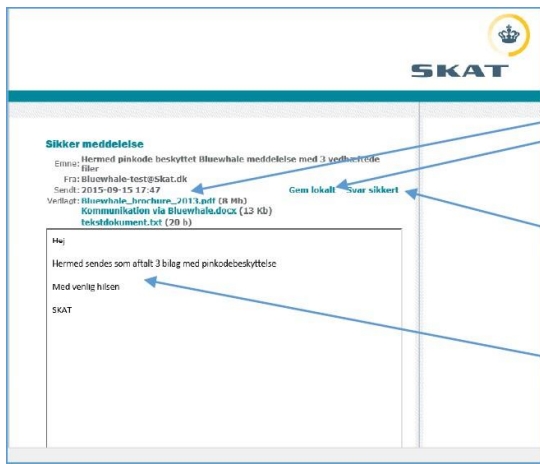 SKAT
Sikker meddelelse
Emne: Hermed pinkode beskyttet Bluewhale meddelelse med 3 vedhæftede
filer
Fra: Bluewhale-test@Skat.dk
Sendt: 2015-09-15 17:47
Gem lokalt Svar sikkert
Vedlagt: Bluewhale_brochure_2013.pdf (8 Mb)
Kommunikation via Bluewhale.docx (13 Kb)
tekstdokument.txt (20 b)
Hej
Hermed sendes som aftalt 3 bilag med pinkodebeskyttelse
Med venlig hilsen
SKAT